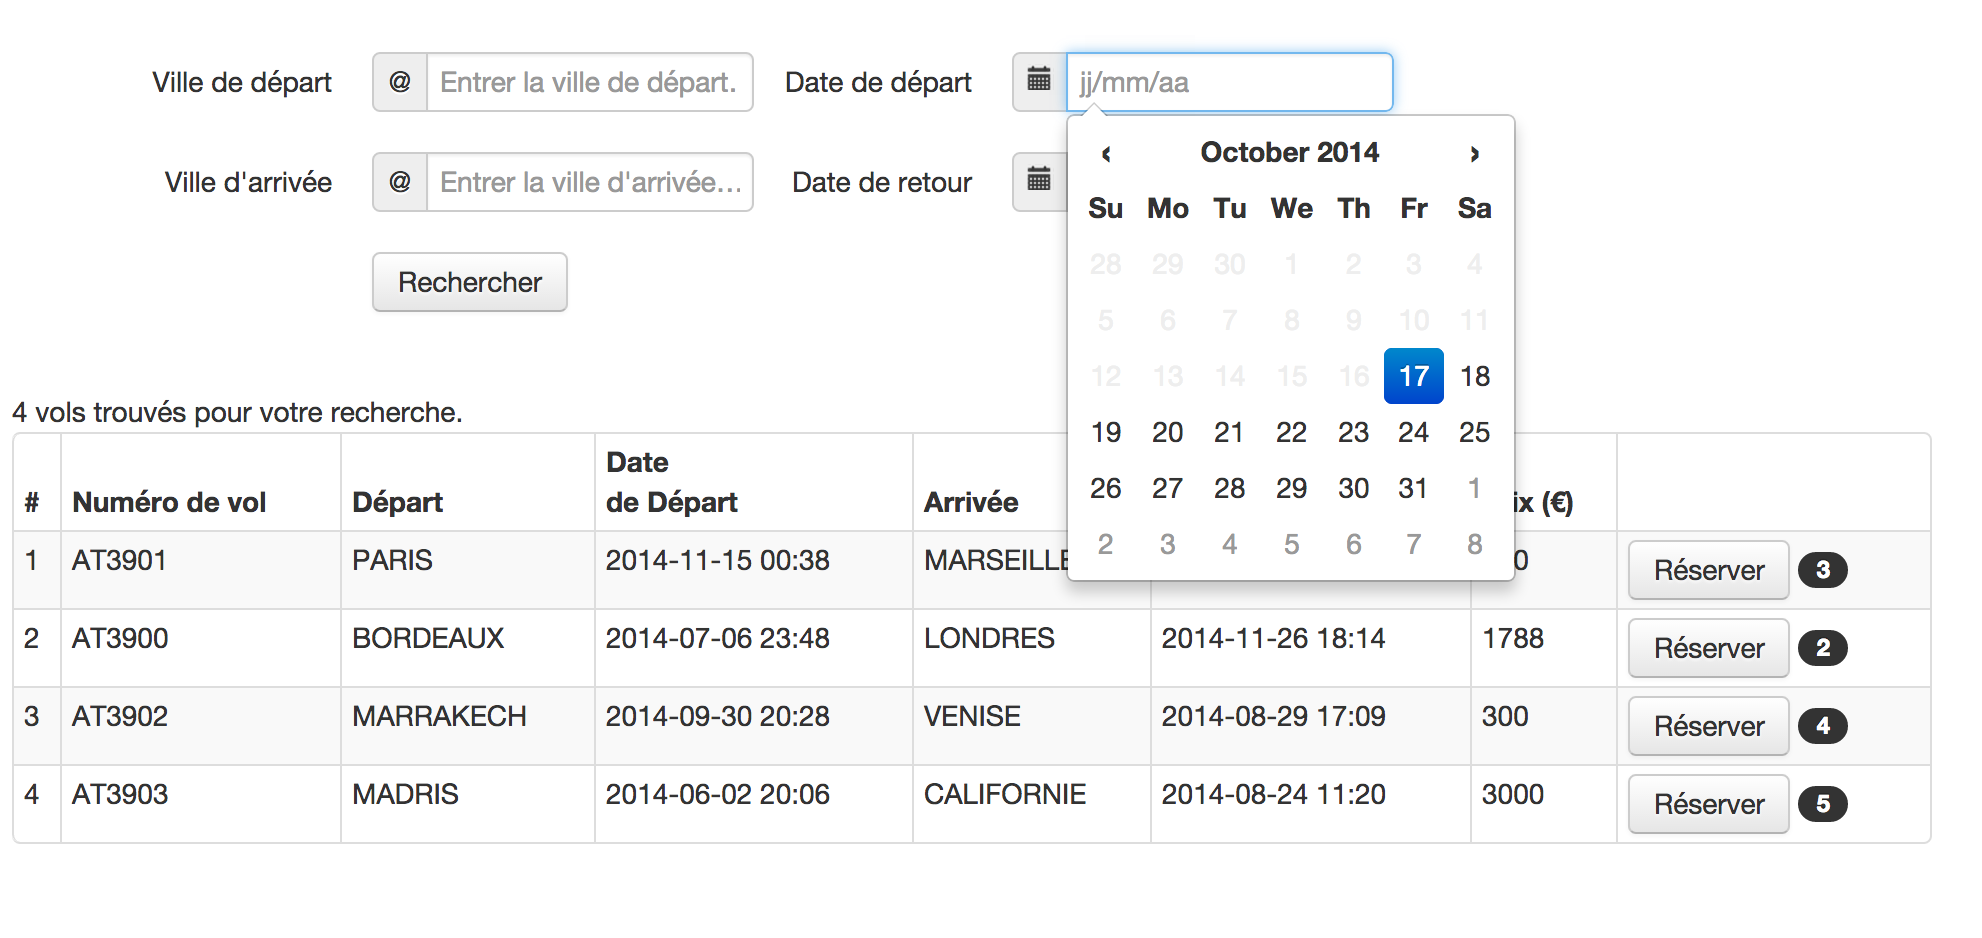 Ville de départ @ Entrer la ville de départ. Date de départ jj/mm/aa
Ville d'arrivée @ Entrer la ville d'arrivée... Date de retour
Rechercher
‹ October 2014 ›
Su Mo Tu We Th Fr Sa
28 29 30 1 2 3 4
5 6 7 8 9 10 11
12 13 14 15 16 17 18
19 20 21 22 23 24 25
26 27 28 29 30 31 1
2 3 4 5 6 7 8
4 vols trouvés pour votre recherche.
# Numéro de vol Départ Date de Départ Arrivée ix (€)
1 AT3901 PARIS 2014-11-15 00:38 MARSEILLE 0 Réserver 3
2 AT3900 BORDEAUX 2014-07-06 23:48 LONDRES 2014-11-26 18:14 1788 Réserver 2
3 AT3902 MARRAKECH 2014-09-30 20:28 VENISE 2014-08-29 17:09 300 Réserver 4
4 AT3903 MADRIS 2014-06-02 20:06 CALIFORNIE 2014-08-24 11:20 3000 Réserver 5